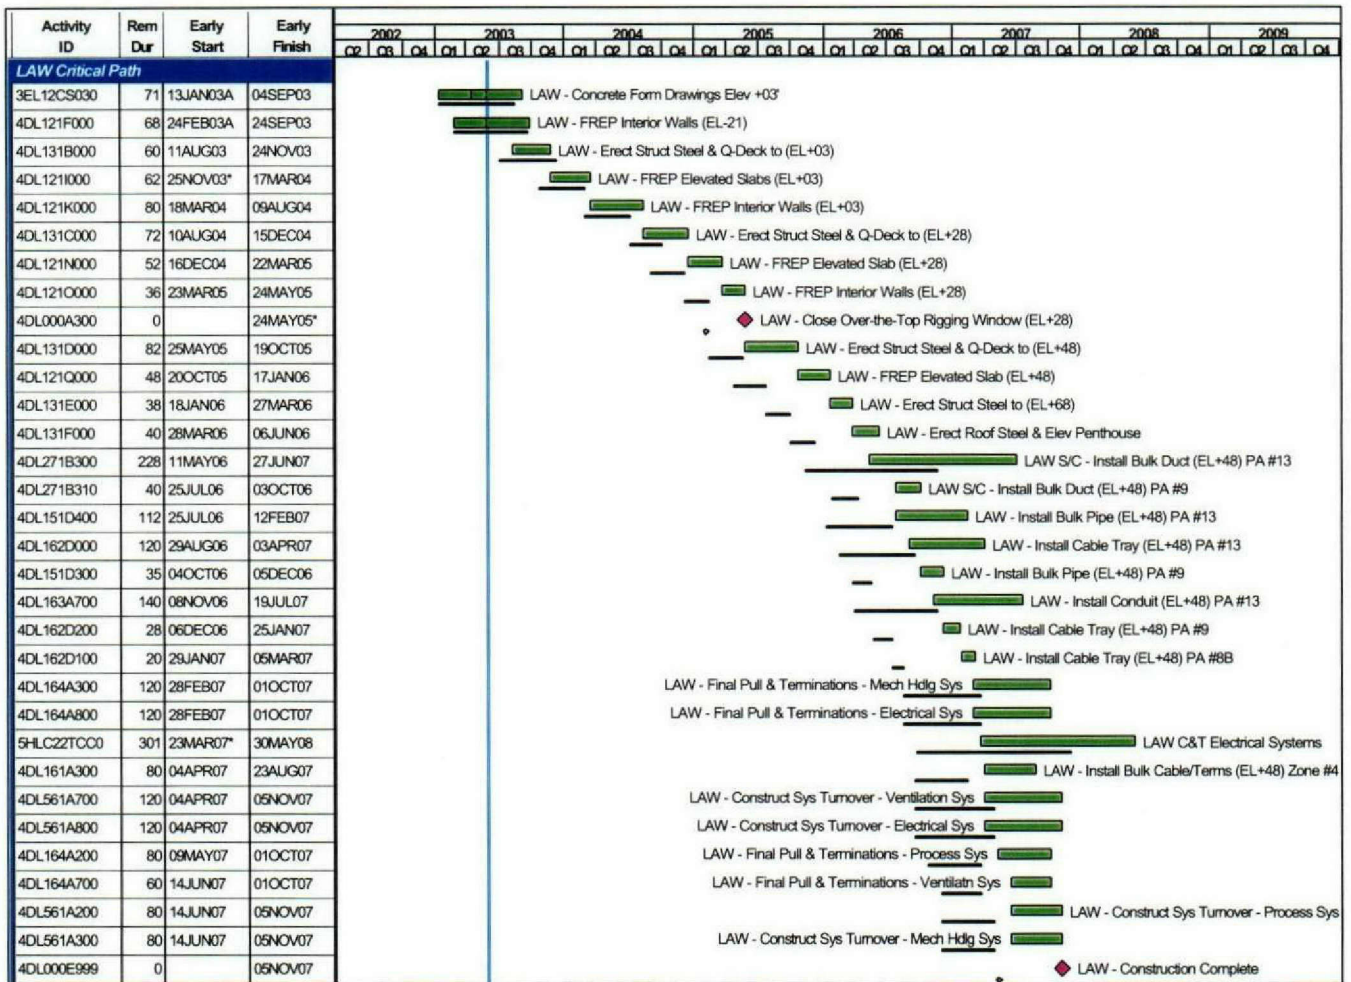 Activity ID Rem Dur Early Start Early Finish
2002 2003 2004 2005 2006 2007 2008 2009
Q2 Q3 Q4 Q1 Q2 Q3 Q4 Q1 Q2 Q3 Q4 Q1 Q2 Q3 Q4 Q1 Q2 Q3 Q4 Q1 Q2 Q3 Q4 Q1 Q2 Q3 Q4 Q1 Q2 Q3 Q4
LAW Critical Path
3EL12CS030 71 13JAN03A 04SEP03 LAW - Concrete Form Drawings Elev +03'
4DL121F000 68 24FEB03A 24SEP03 LAW - FREP Interior Walls (EL-21)
4DL131B000 60 11AUG03 24NOV03 LAW - Erect Struct Steel & Q-Deck to (EL+03)
4DL121I000 62 25NOV03* 17MAR04 LAW - FREP Elevated Slabs (EL+03)
4DL121K000 80 18MAR04 09AUG04 LAW - FREP Interior Walls (EL+03)
4DL131C000 72 10AUG04 15DEC04 LAW - Erect Struct Steel & Q-Deck to (EL+28)
4DL121N000 52 16DEC04 22MAR05 LAW - FREP Elevated Slab (EL+28)
4DL121O000 36 23MAR05 24MAY05 LAW - FREP Interior Walls (EL+28)
4DL000A300 0 24MAY05* LAW - Close Over-the-Top Rigging Window (EL+28)
4DL131D000 82 25MAY05 19OCT05 LAW - Erect Struct Steel & Q-Deck to (EL+48)
4DL121Q000 48 20OCT05 17JAN06 LAW - FREP Elevated Slab (EL+48)
4DL131E000 38 18JAN06 27MAR06 LAW - Erect Struct Steel to (EL+68)
4DL131F000 40 28MAR06 06JUN06 LAW - Erect Roof Steel & Elev Penthouse
4DL271B300 228 11MAY06 27JUN07 LAW S/C - Install Bulk Duct (EL+48) PA #13
4DL271B310 40 25JUL06 03OCT06 LAW S/C - Install Bulk Duct (EL+48) PA #9
4DL151D400 112 25JUL06 12FEB07 LAW - Install Bulk Pipe (EL+48) PA #13
4DL162D000 120 29AUG06 03APR07 LAW - Install Cable Tray (EL+48) PA #13
4DL151D300 35 04OCT06 05DEC06 LAW - Install Bulk Pipe (EL+48) PA #9
4DL163A700 140 08NOV06 19JUL07 LAW - Install Conduit (EL+48) PA #13
4DL162D200 28 06DEC06 25JAN07 LAW - Install Cable Tray (EL+48) PA #9
4DL162D100 20 29JAN07 05MAR07 LAW - Install Cable Tray (EL+48) PA #8B
4DL164A300 120 28FEB07 01OCT07 LAW - Final Pull & Terminations - Mech Hdlg Sys
4DL164A800 120 28FEB07 01OCT07 LAW - Final Pull & Terminations - Electrical Sys
5HLC22TCC0 301 23MAR07* 30MAY08 LAW C&T Electrical Systems
4DL161A300 80 04APR07 23AUG07 LAW - Install Bulk Cable/Terms (EL+48) Zone #4
4DL561A700 120 04APR07 05NOV07 LAW - Construct Sys Turnover - Ventilation Sys
4DL561A800 120 04APR07 05NOV07 LAW - Construct Sys Turnover - Electrical Sys
4DL164A200 80 09MAY07 01OCT07 LAW - Final Pull & Terminations - Process Sys
4DL164A700 60 14JUN07 01OCT07 LAW - Final Pull & Terminations - Ventilatn Sys
4DL561A200 80 14JUN07 05NOV07 LAW - Construct Sys Turnover - Process Sys
4DL561A300 80 14JUN07 05NOV07 LAW - Construct Sys Turnover - Mech Hdlg Sys
4DL000E999 0 05NOV07 LAW - Construction Complete